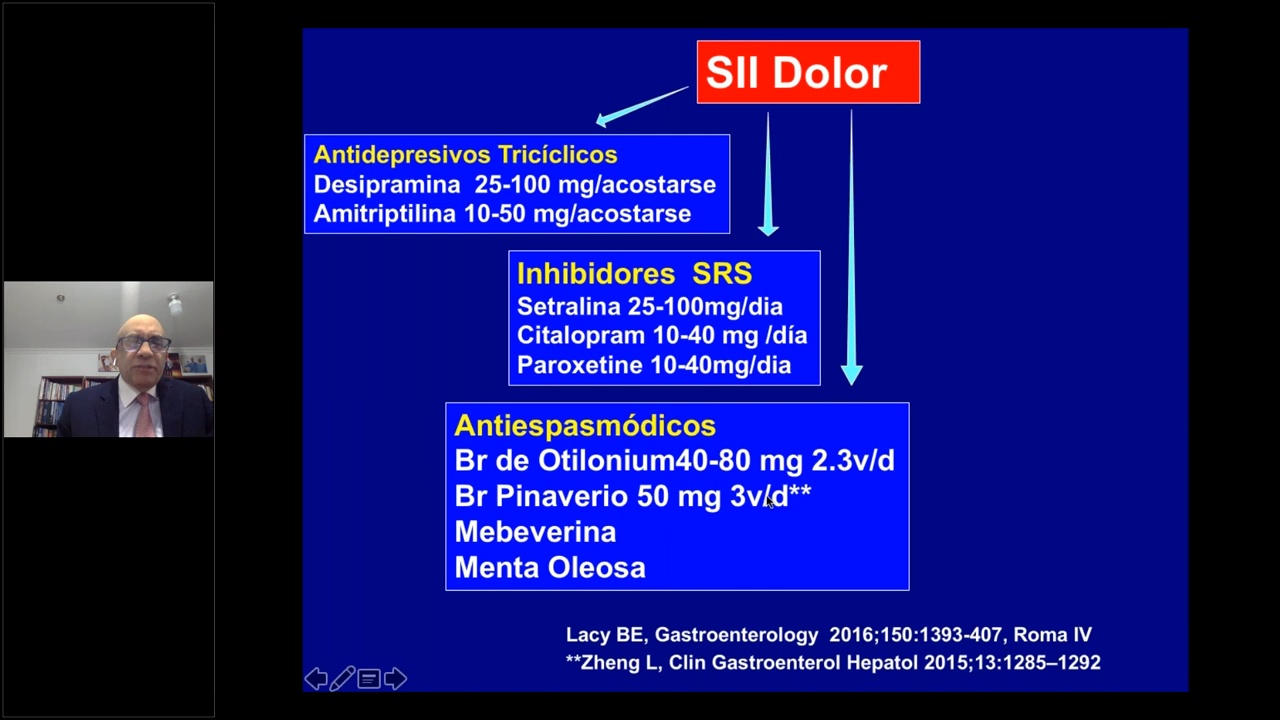 SII Dolor
Antidepresivos Tricíclicos
Desipramina 25-100 mg/acostarse
Amitriptilina 10-50 mg/acostarse
Inhibidores SRS
Setralina 25-100mg/dia
Citalopram 10-40 mg /día
Paroxetine 10-40mg/dia
Antiespasmódicos
Br de Otilonium40-80 mg 2.3v/d
Br Pinaverio 50 mg 3v/d**
Mebeverina
Menta Oleosa
Lacy BE, Gastroenterology 2016;150:1393-407, Roma IV
**Zheng L, Clin Gastroenterol Hepatol 2015;13:1285–1292